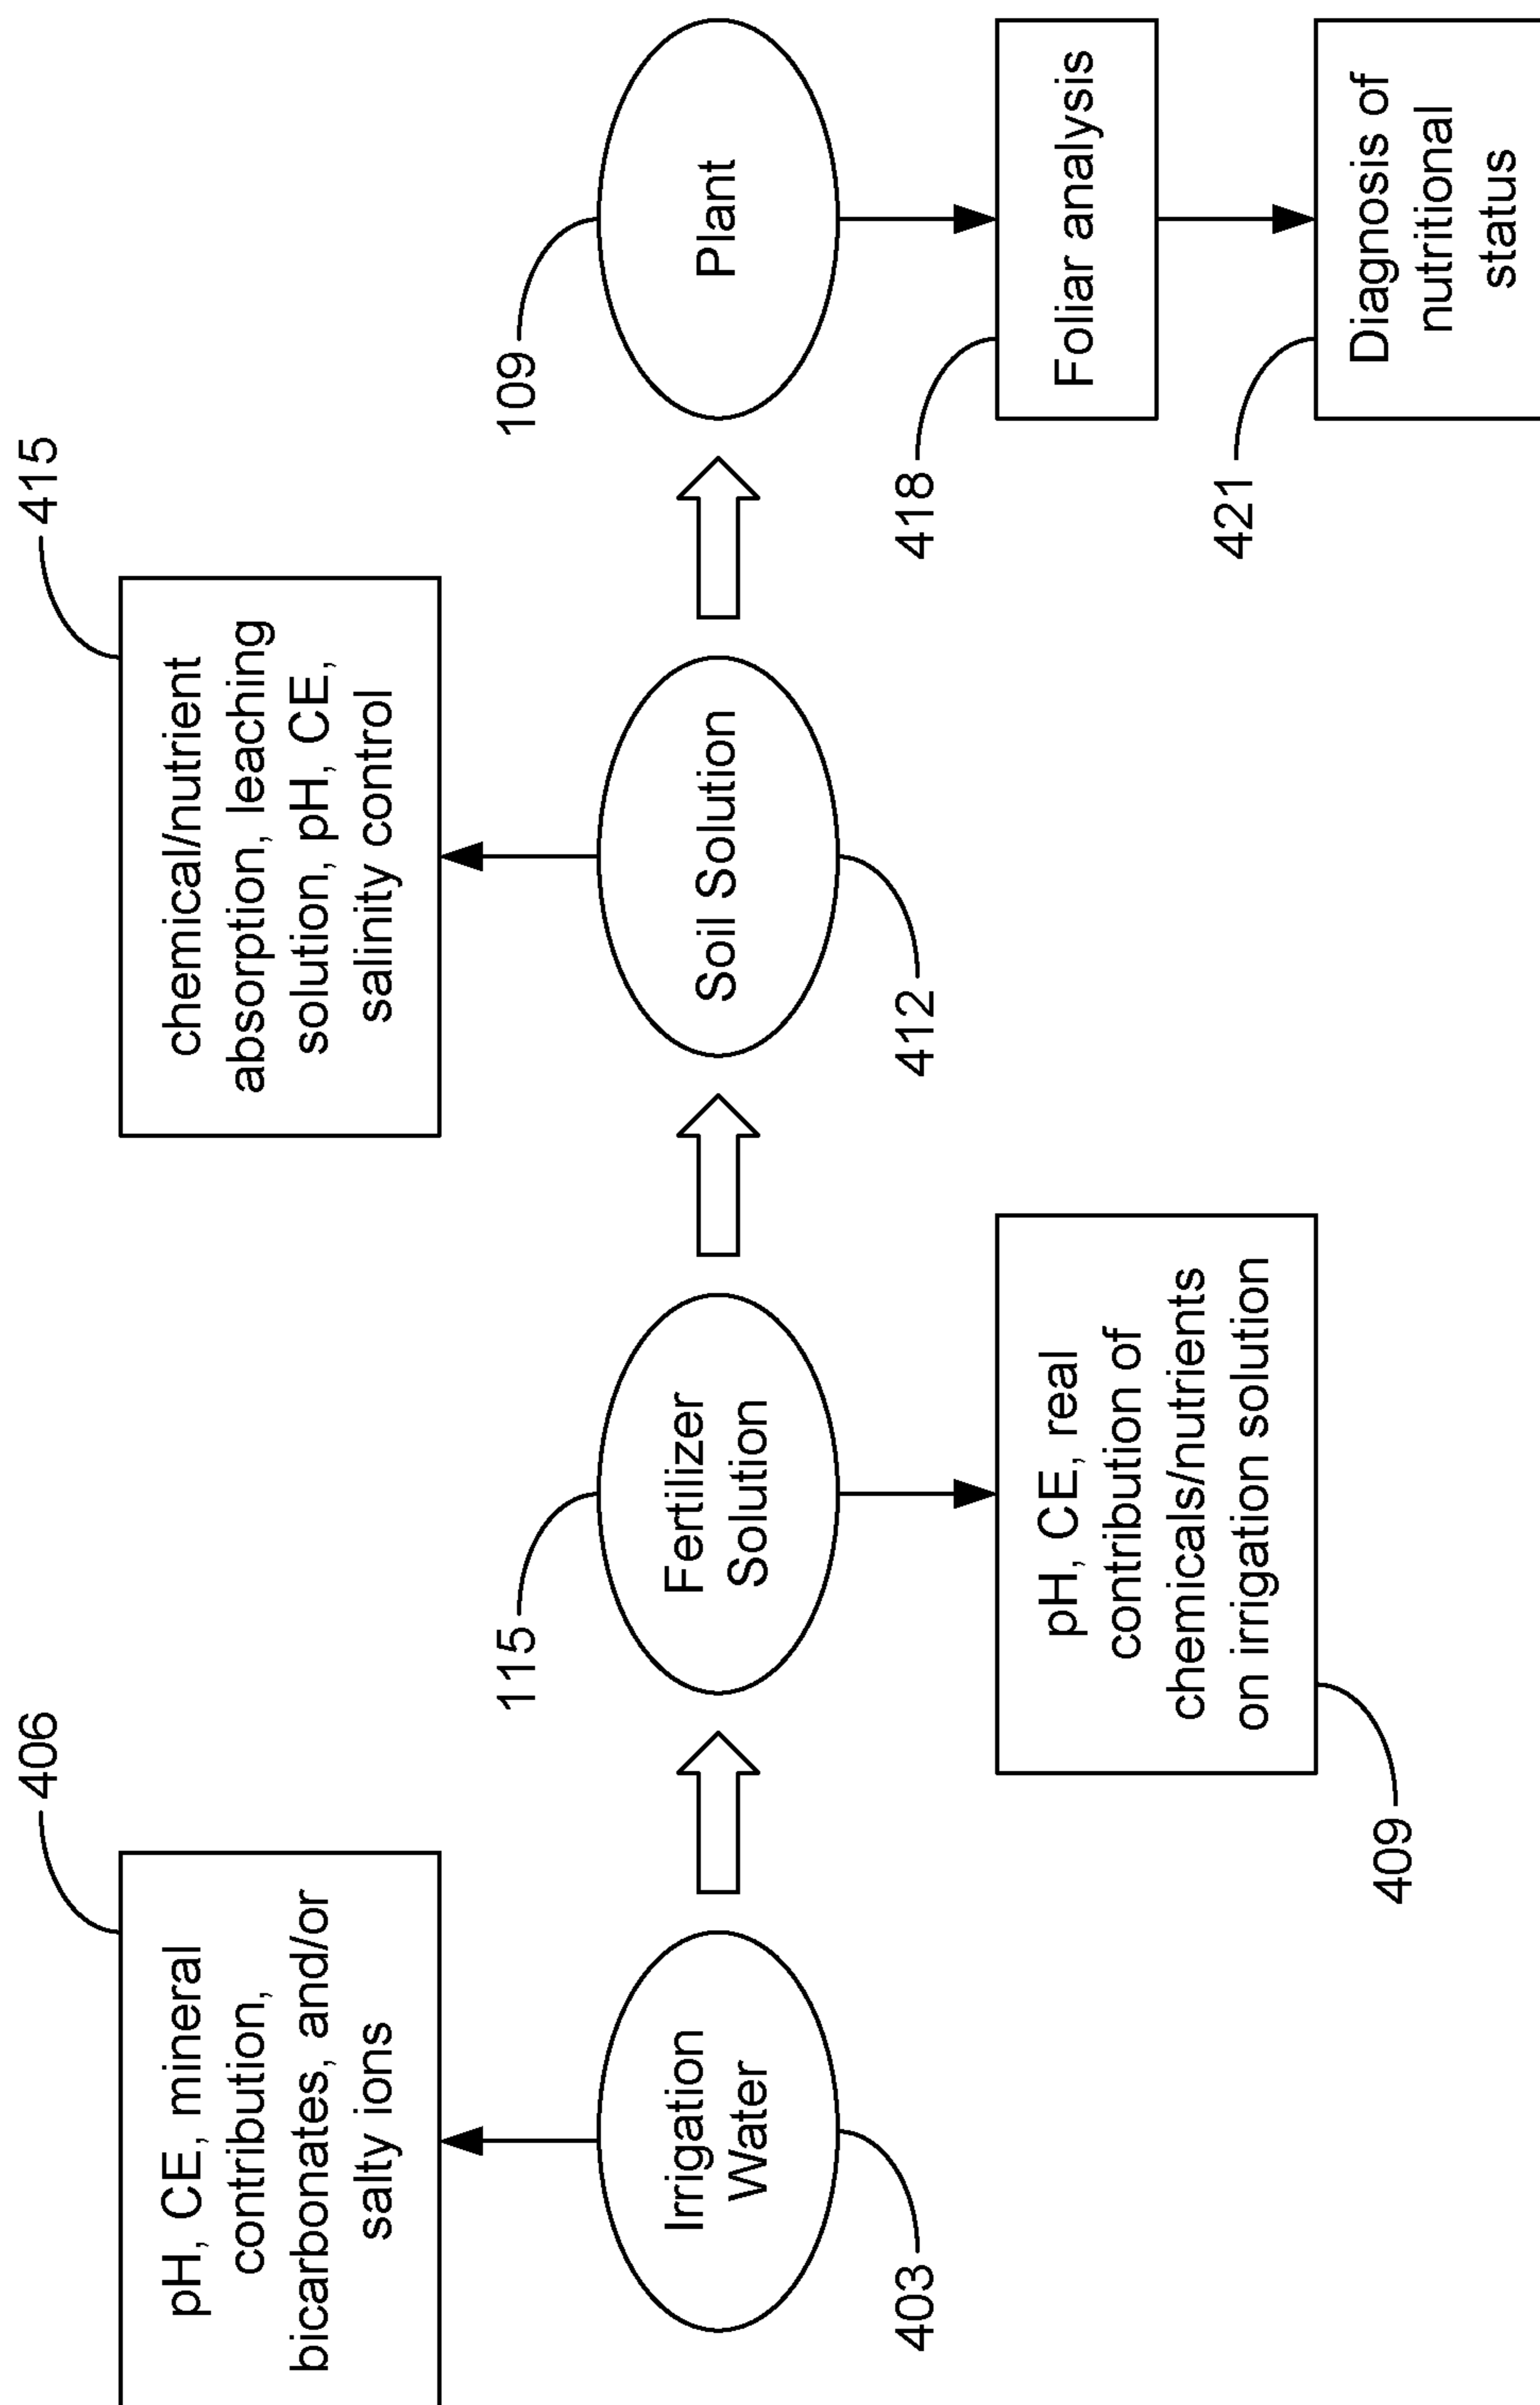 406
pH, CE, mineral
contribution,
bicarbonates, and/or
salty ions
415
chemical/nutrient
absorption, leaching
solution, pH, CE,
salinity control
Irrigation
Water
403
115
Fertilizer
Solution
Soil Solution
412
109
Plant
pH, CE, real
contribution of
chemicals/nutrients
on irrigation solution
409
418
Foliar analysis
421
Diagnosis of
nutritional
status